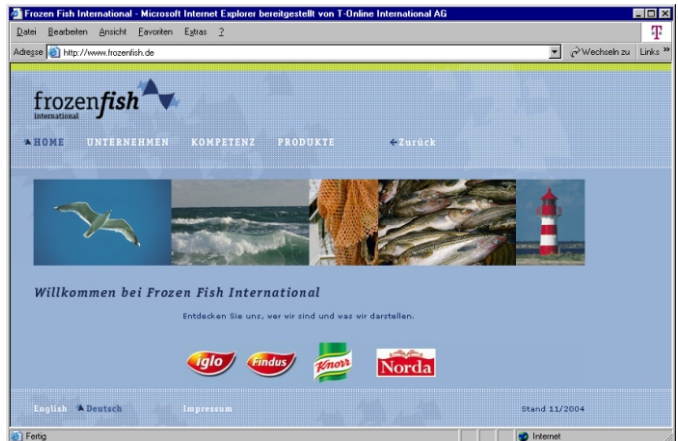 Frozen Fish International - Microsoft Internet Explorer bereitgestellt von T-Online International AG
Datei Bearbeiten Ansicht Favoriten Extras ?
Adresse http://www.frozenfish.de Wechseln zu Links »
frozenfish
international
HOME UNTERNEHMEN KOMPETENZ PRODUKTE Zurück
Willkommen bei Frozen Fish International
Entdecken Sie uns, wer wir sind und was wir darstellen.
iglo Findus Knorr Norda
English Deutsch Impressum Stand 11/2004
Fertig Internet